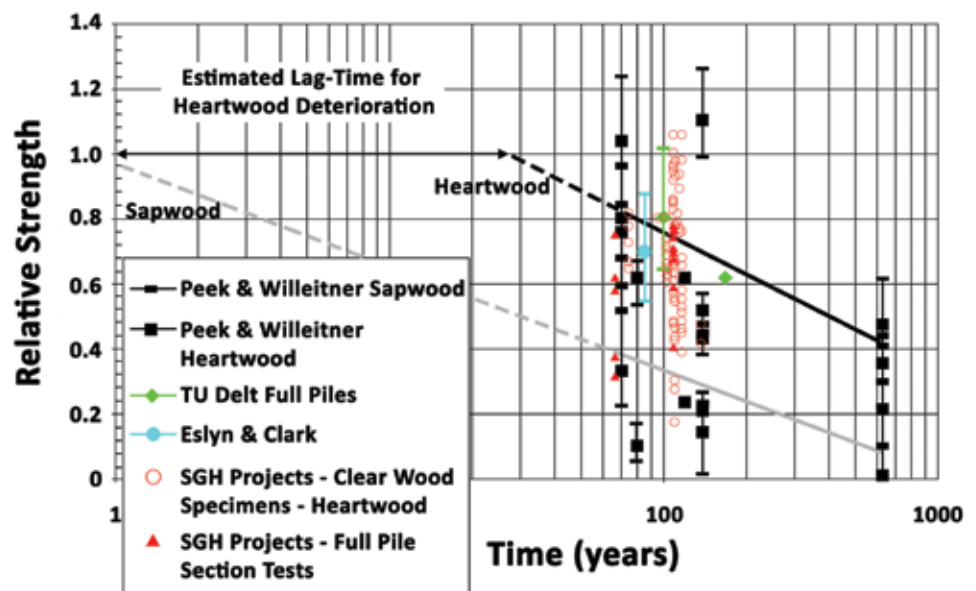 1.4
1.2
1.0
0.8
0.6
0.4
0.2
0
Relative Strength
Estimated Lag-Time for
Heartwood Deterioration
Heartwood
Sapwood
Peek & Willeitner Sapwood
Peek & Willeitner
Heartwood
TU Delt Full Piles
Eslyn & Clark
SGH Projects - Clear Wood
Specimens - Heartwood
SGH Projects - Full Pile
Section Tests
1
100
1000
Time (years)